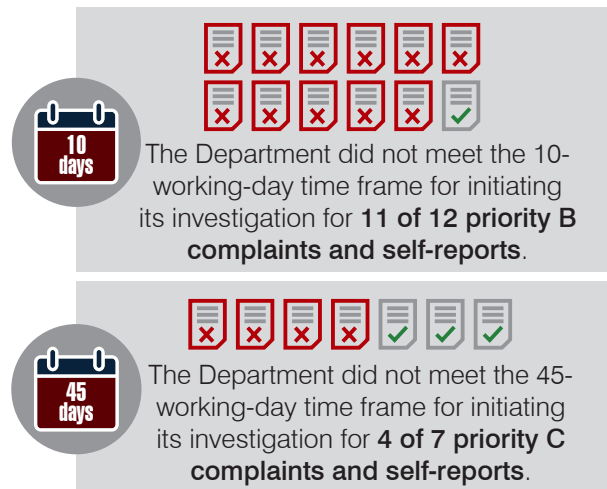 10
days
The Department did not meet the 10-
working-day time frame for initiating
its investigation for 11 of 12 priority B
complaints and self-reports.
45
days
The Department did not meet the 45-
working-day time frame for initiating
its investigation for 4 of 7 priority C
complaints and self-reports.